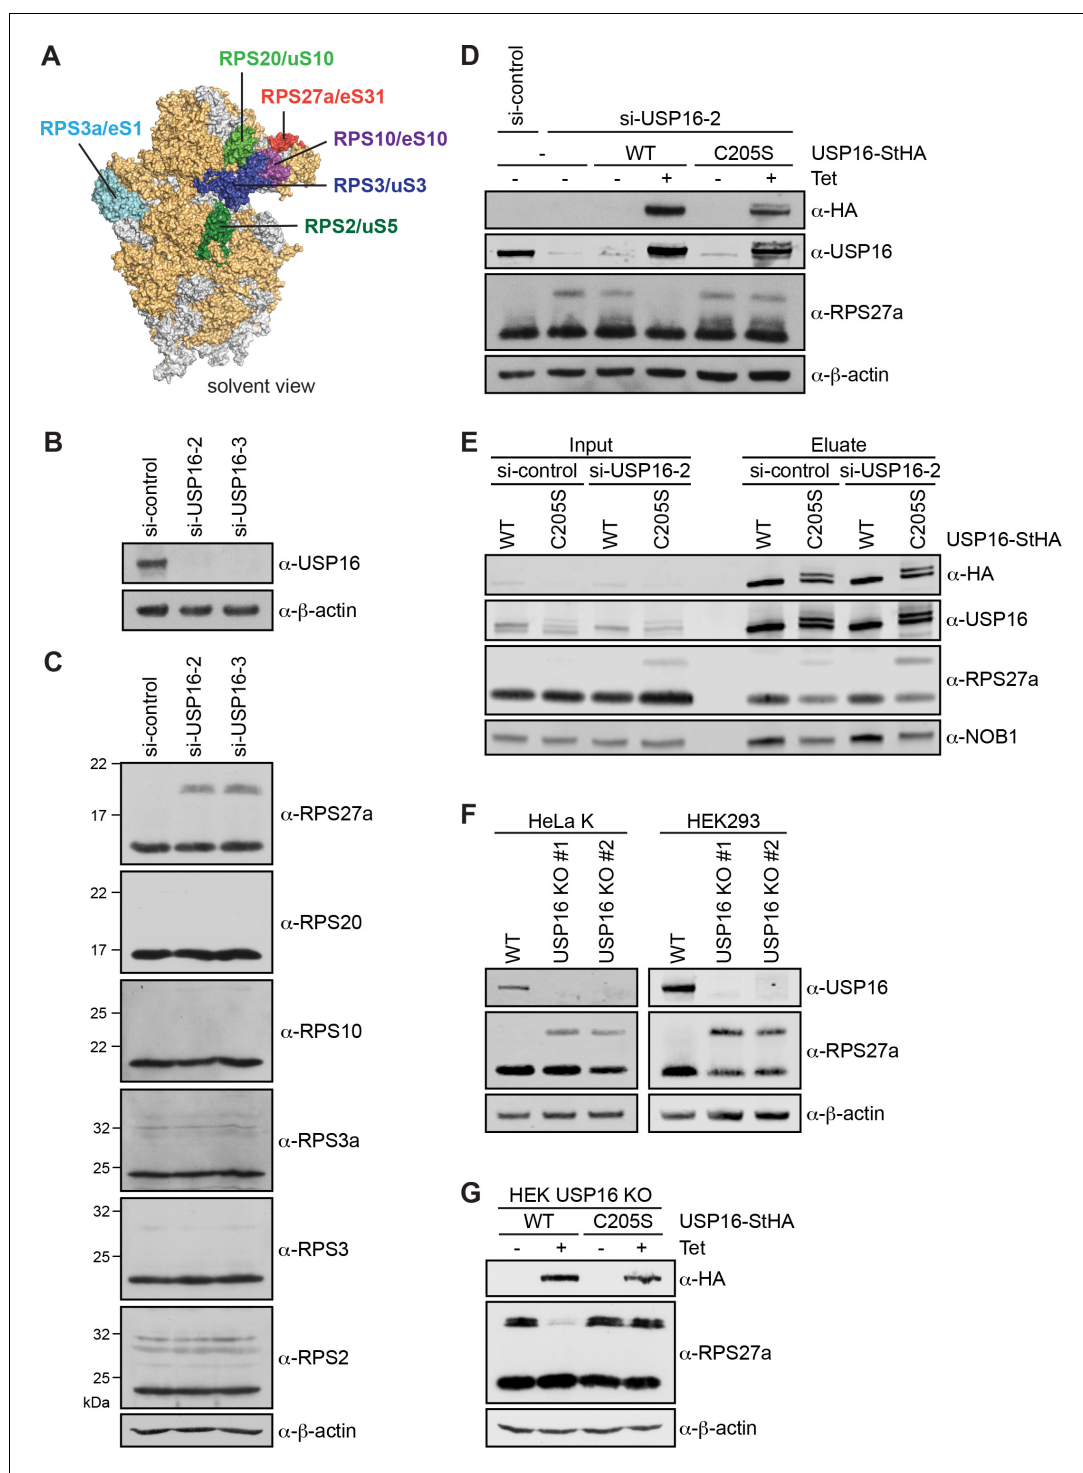 A
RPS20/uS10
RPS27a/eS31
RPS3a/eS1
RPS10/eS10
RPS3/uS3
RPS2/uS5
solvent view
B
si-control
si-USP16-2
si-USP16-3
α-USP16
α-β-actin
C
si-control
si-USP16-2
si-USP16-3
22
17
α-RPS27a
22
17
α-RPS20
25
22
α-RPS10
32
25
α-RPS3a
32
25
α-RPS3
32
25
kDa
α-RPS2
α-β-actin
D
si-control
si-USP16-2
- WT C205S USP16-StHA
- - - + - + Tet
α-HA
α-USP16
α-RPS27a
α-β-actin
E
Input Eluate
si-control si-USP16-2 si-control si-USP16-2
WT C205S WT C205S WT C205S WT C205S USP16-StHA
α-HA
α-USP16
α-RPS27a
α-NOB1
F
HeLa K HEK293
WT USP16 KO #1 USP16 KO #2 WT USP16 KO #1 USP16 KO #2
α-USP16
α-RPS27a
α-β-actin
G
HEK USP16 KO
WT C205S USP16-StHA
- + - + Tet
α-HA
α-RPS27a
α-β-actin